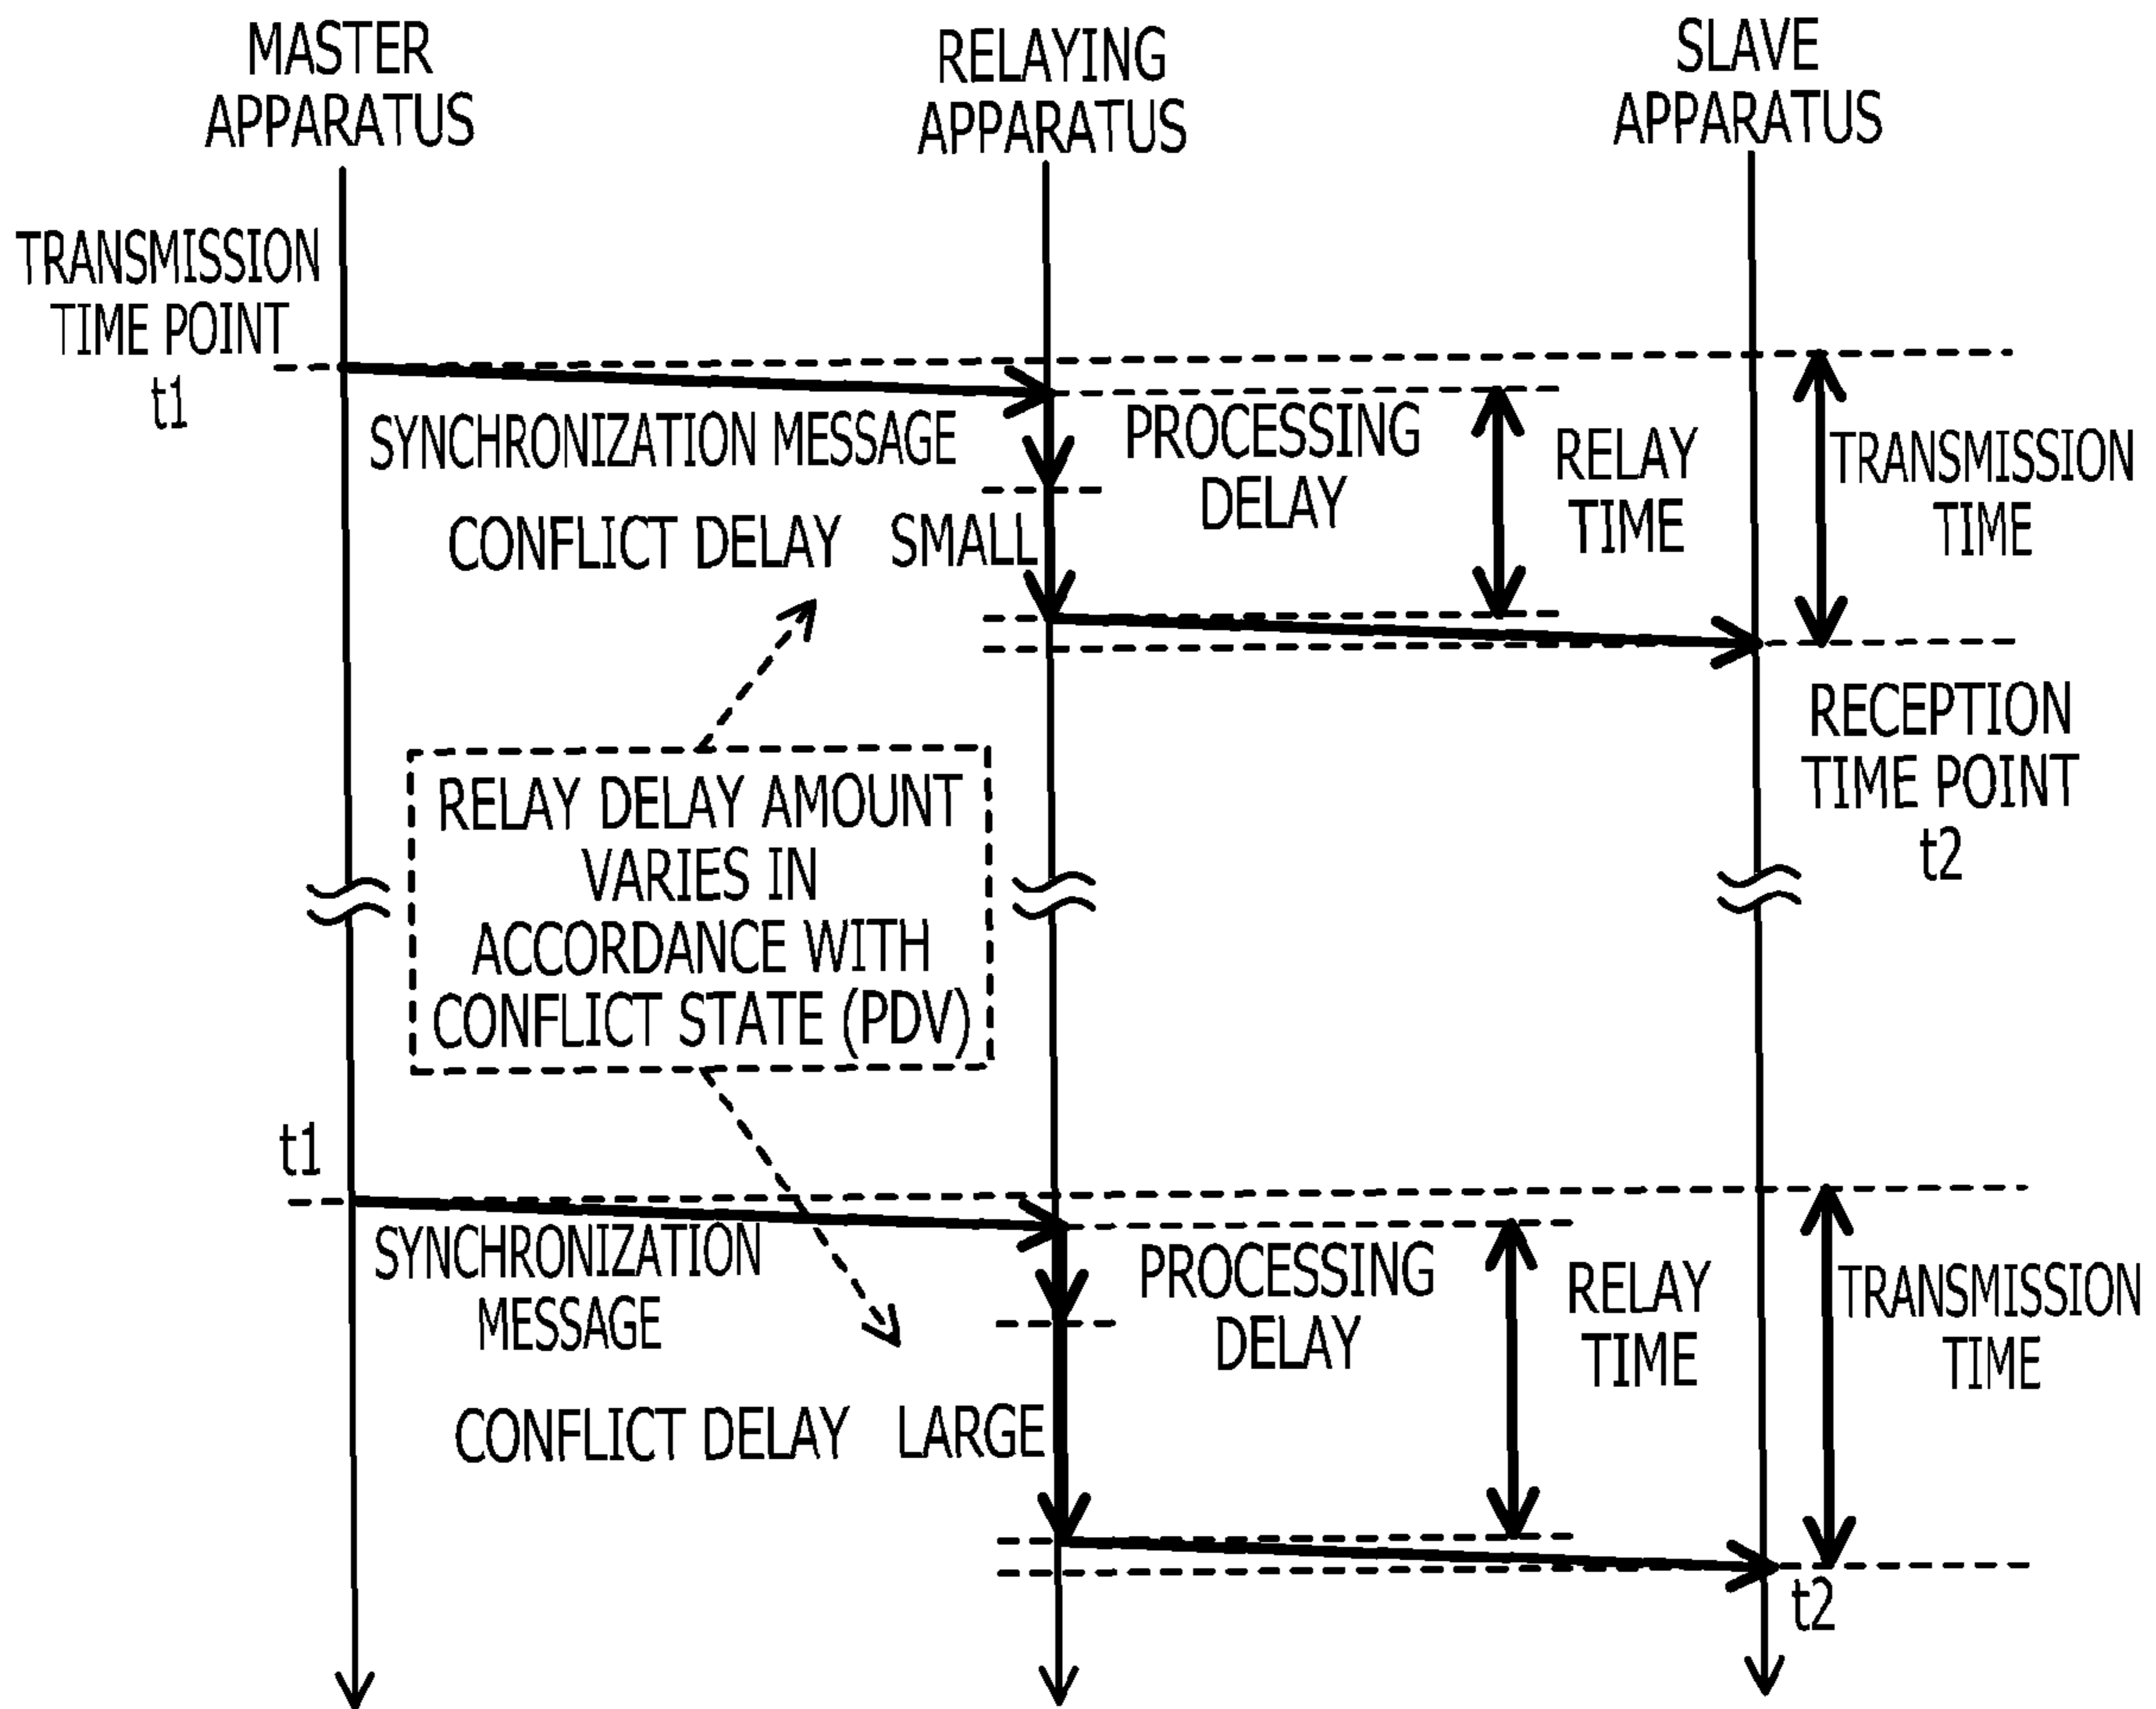 MASTER
APPARATUS
RELAYING
APPARATUS
SLAVE
APPARATUS
TRANSMISSION
TIME POINT
t1
SYNCHRONIZATION MESSAGE
CONFLICT DELAY SMALL
PROCESSING
DELAY
RELAY
TIME
TRANSMISSION
TIME
RECEPTION
TIME POINT
t2
RELAY DELAY AMOUNT
VARIES IN
ACCORDANCE WITH
CONFLICT STATE (PDV)
t1
SYNCHRONIZATION
MESSAGE
CONFLICT DELAY LARGE
PROCESSING
DELAY
RELAY
TIME
TRANSMISSION
TIME
t2